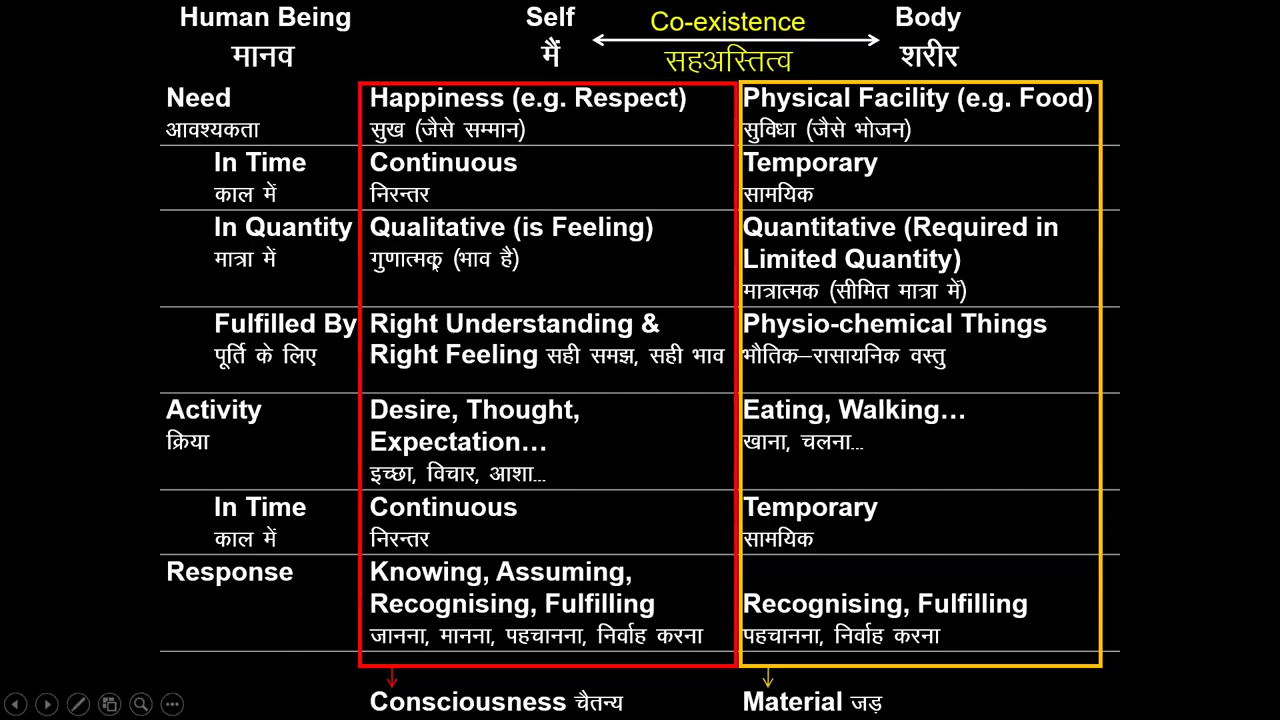 Human Being Self Co-existence Body
मानव मैं सहअस्तित्व शरीर
Need Happiness (e.g. Respect) Physical Facility (e.g. Food)
आवश्यकता सुख (जैसे सम्मान) सुविधा (जैसे भोजन)
In Time Continuous Temporary
काल में निरन्तर सामयिक
In Quantity Qualitative (is Feeling) Quantitative (Required in
मात्रा में गुणात्मक (भाव है) Limited Quantity)
मात्रात्मक (सीमित मात्रा में)
Fulfilled By Right Understanding & Physio-chemical Things
पूर्ति के लिए Right Feeling सही समझ, सही भाव भौतिक–रासायनिक वस्तु
Activity Desire, Thought, Eating, Walking…
क्रिया Expectation… खाना, चलना...
इच्छा, विचार, आशा...
In Time Continuous Temporary
काल में निरन्तर सामयिक
Response Knowing, Assuming,
Recognising, Fulfilling Recognising, Fulfilling
जानना, मानना, पहचानना, निर्वाह करना पहचानना, निर्वाह करना
Consciousness चैतन्य Material जड़